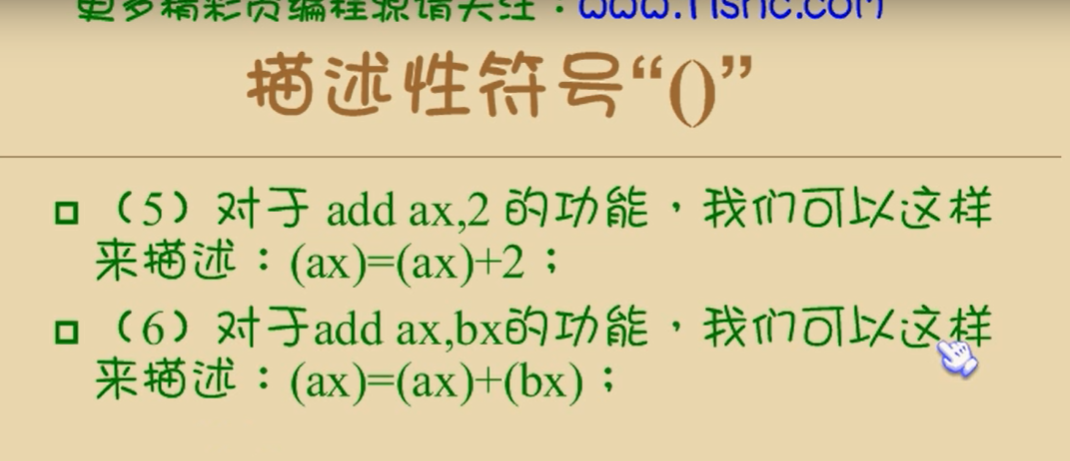 更多精彩页编程源请关注：www.
描述性符号“()”
（5）对于 add ax,2 的功能，我们可以这样
来描述：(ax)=(ax)+2；
（6）对于add ax,bx的功能，我们可以这样
来描述：(ax)=(ax)+(bx)；